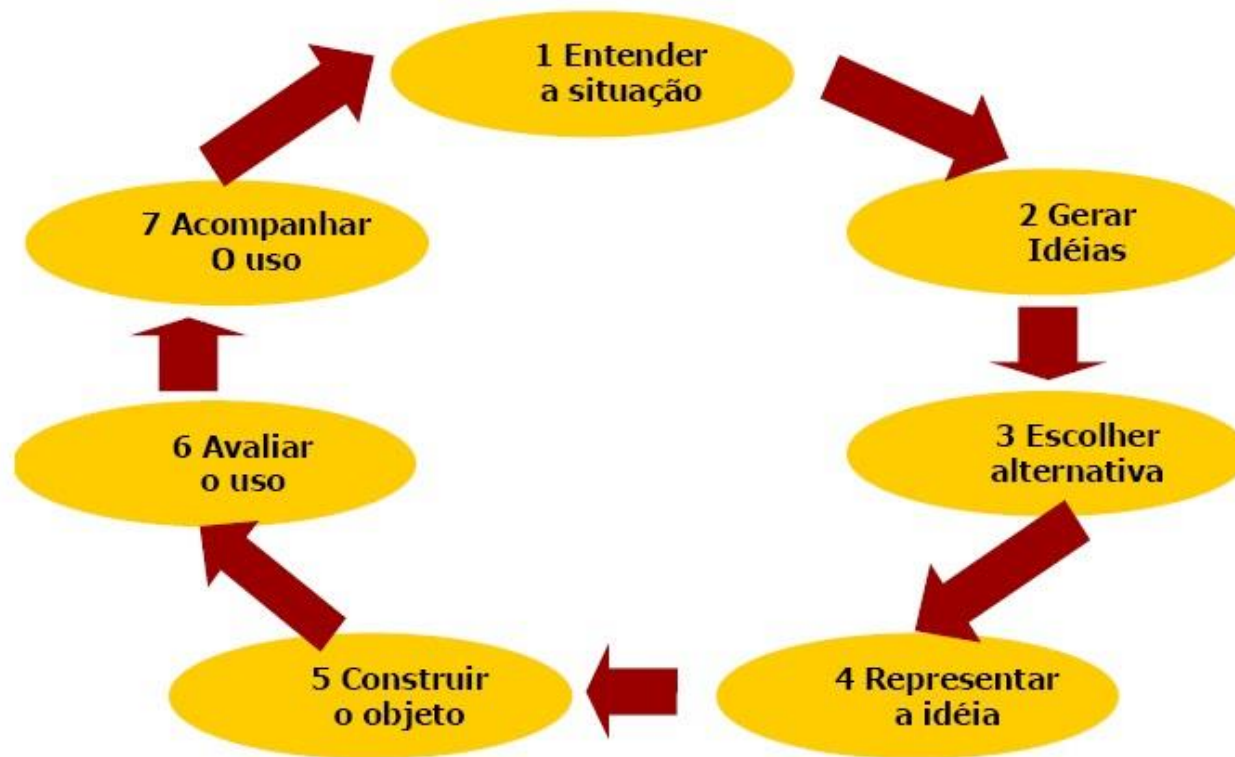 1 Entender
a situação
2 Gerar
Idéias
3 Escolher
alternativa
4 Representar
a idéia
5 Construir
o objeto
6 Avaliar
o uso
7 Acompanhar
O uso